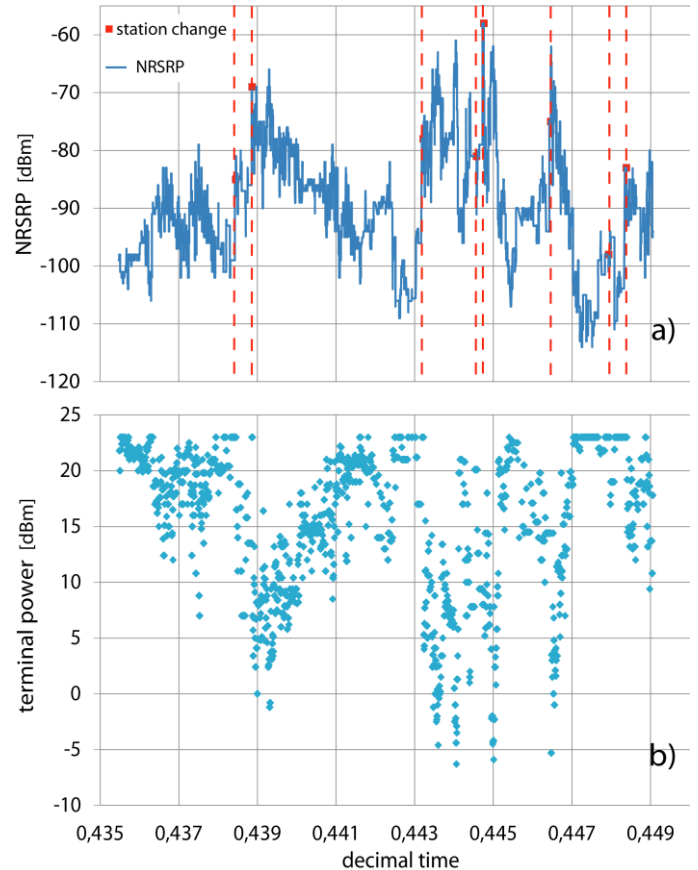 -60
-70
-80
-90
-100
-110
-120
station change
NRSRP
NRSRP [dBm]
a)
25
20
15
10
5
0
-5
-10
terminal power [dBm]
b)
0,435 0,437 0,439 0,441 0,443 0,445 0,447 0,449
decimal time